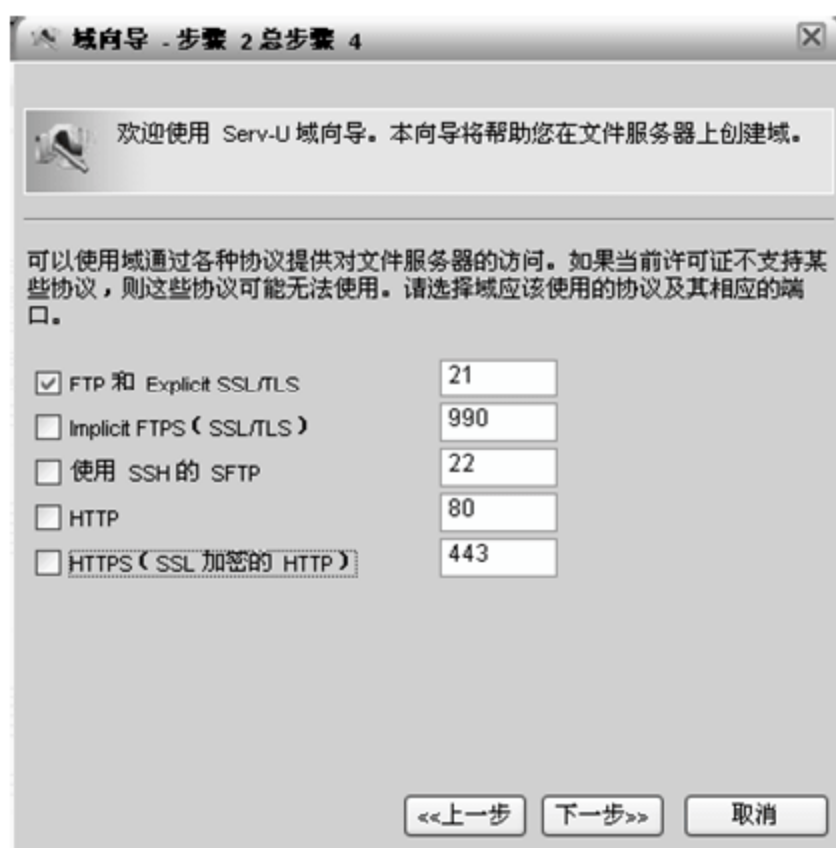 域向导 - 步骤 2 总步骤 4
欢迎使用 Serv-U 域向导。本向导将帮助您在文件服务器上创建域。
可以使用域通过各种协议提供对文件服务器的访问。如果当前许可证不支持某
些协议，则这些协议可能无法使用。请选择域应该使用的协议及其相应的端
口。
FTP 和 Explicit SSL/TLS 21
Implicit FTPS（SSL/TLS） 990
使用 SSH 的 SFTP 22
HTTP 80
HTTPS（SSL 加密的 HTTP） 443
<<上一步 下一步>> 取消